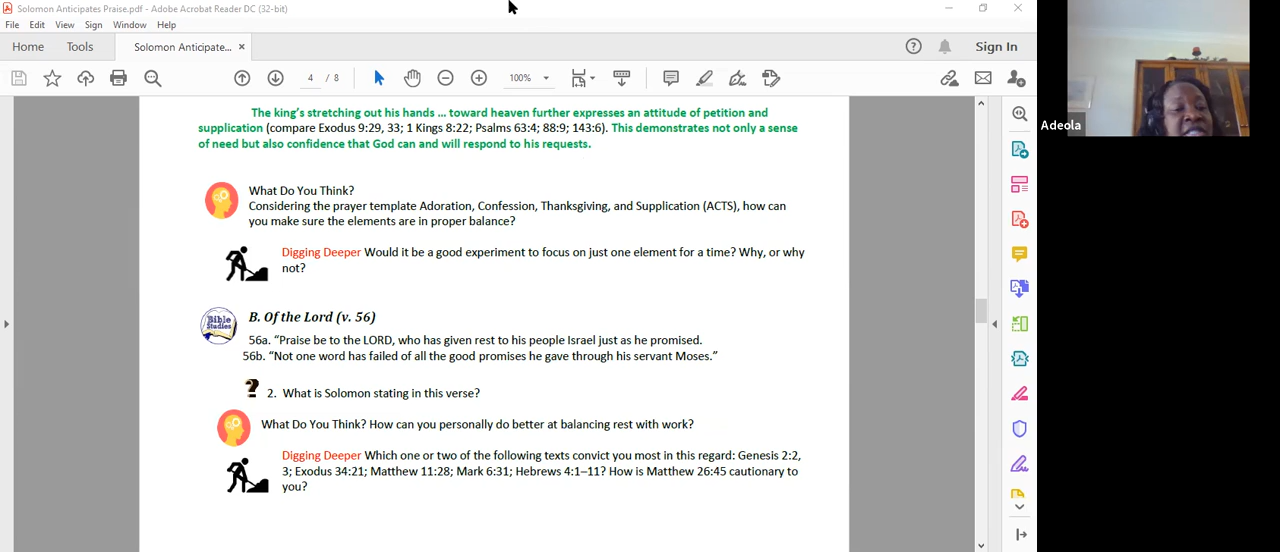 Solomon Anticipates Praise.pdf - Adobe Acrobat Reader DC (32-bit)
File Edit View Sign Window Help
Home Tools Solomon Anticipate... × Sign In
4 / 8 100%
The king's stretching out his hands ... toward heaven further expresses an attitude of petition and
supplication (compare Exodus 9:29, 33; 1 Kings 8:22; Psalms 63:4; 88:9; 143:6). This demonstrates not only a sense
of need but also confidence that God can and will respond to his requests.
What Do You Think?
Considering the prayer template Adoration, Confession, Thanksgiving, and Supplication (ACTS), how can
you make sure the elements are in proper balance?
Digging Deeper Would it be a good experiment to focus on just one element for a time? Why, or why
not?
Bible
Studies
B. Of the Lord (v. 56)
56a. “Praise be to the LORD, who has given rest to his people Israel just as he promised.
56b. “Not one word has failed of all the good promises he gave through his servant Moses.”
? 2. What is Solomon stating in this verse?
What Do You Think? How can you personally do better at balancing rest with work?
Digging Deeper Which one or two of the following texts convict you most in this regard: Genesis 2:2,
3; Exodus 34:21; Matthew 11:28; Mark 6:31; Hebrews 4:1–11? How is Matthew 26:45 cautionary to
you?
Adeola